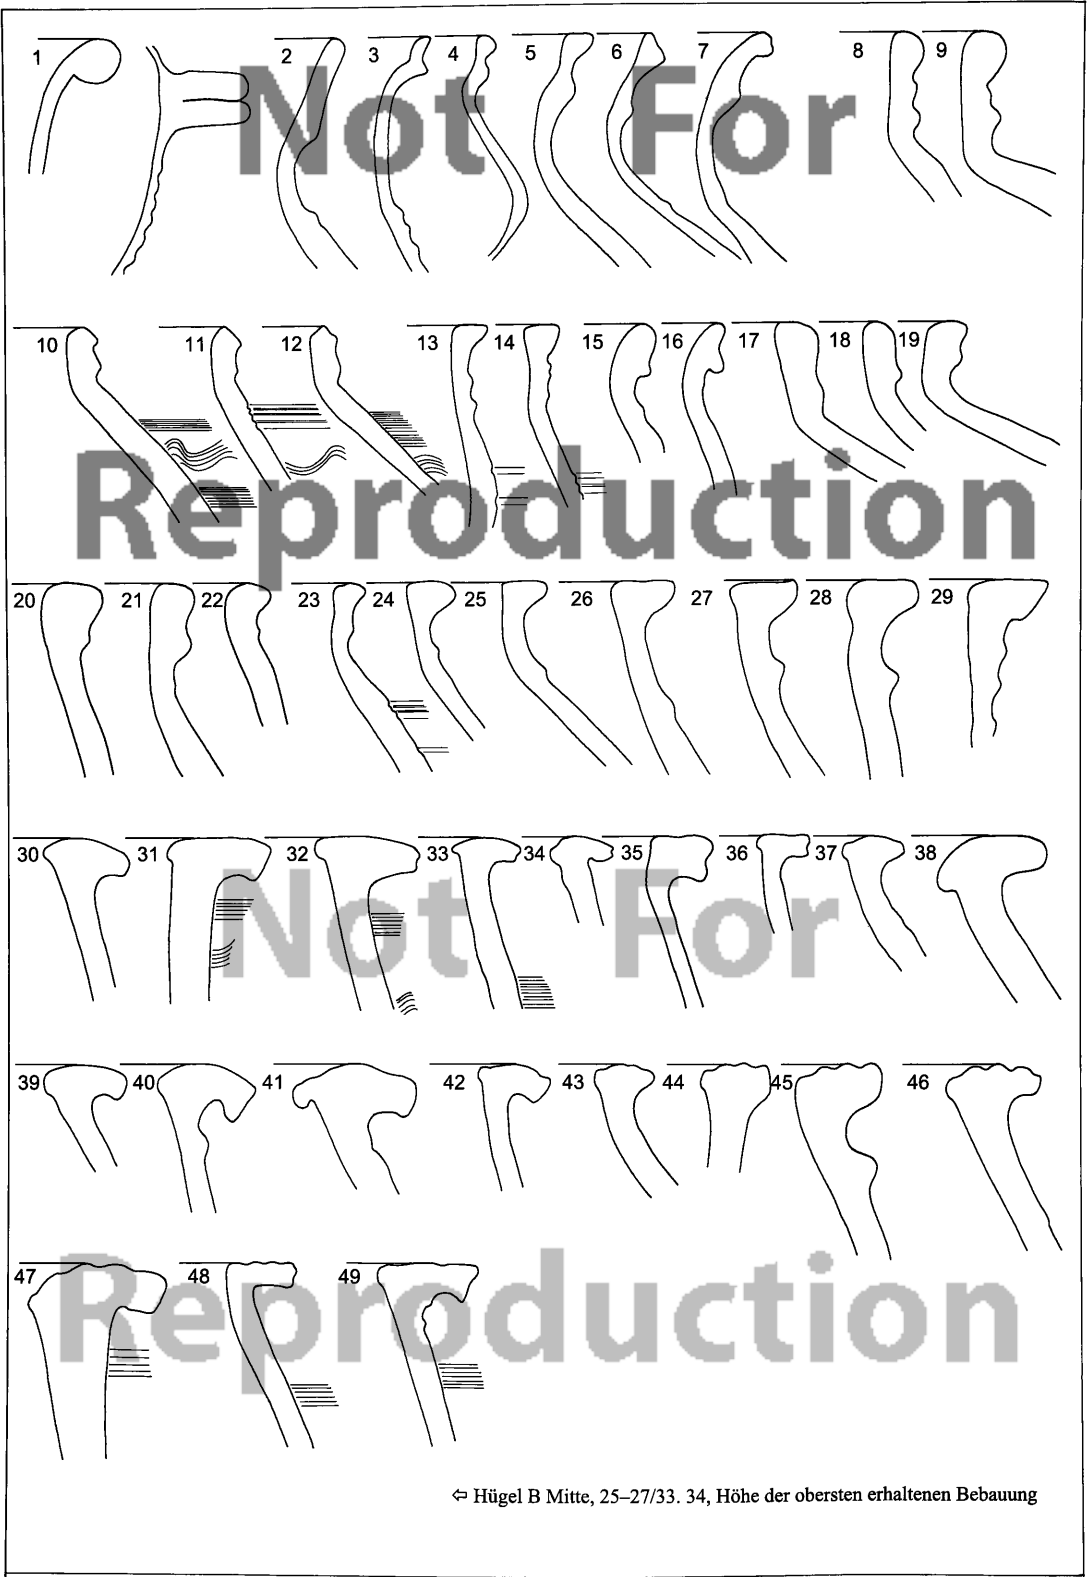 1 2 3 4 5 6 7 8 9
Not For
10 11 12 13 14 15 16 17 18 19
Reproduction
20 21 22 23 24 25 26 27 28 29
30 31 32 33 34 35 36 37 38
Not For
39 40 41 42 43 44 45 46
47 48 49
Reproduction
⇦ Hügel B Mitte, 25–27/33. 34, Höhe der obersten erhaltenen Bebauung